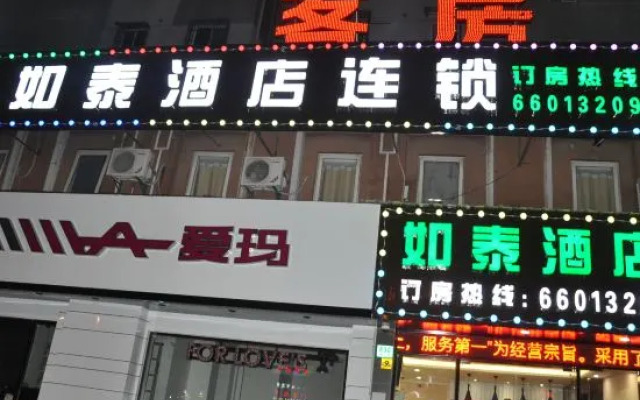 客房
如泰酒店连锁
订房热线
66013209
爱玛
如泰酒店
订房热线:660132
FOR LOVE'S
，服务第一"为经营宗旨。采用了